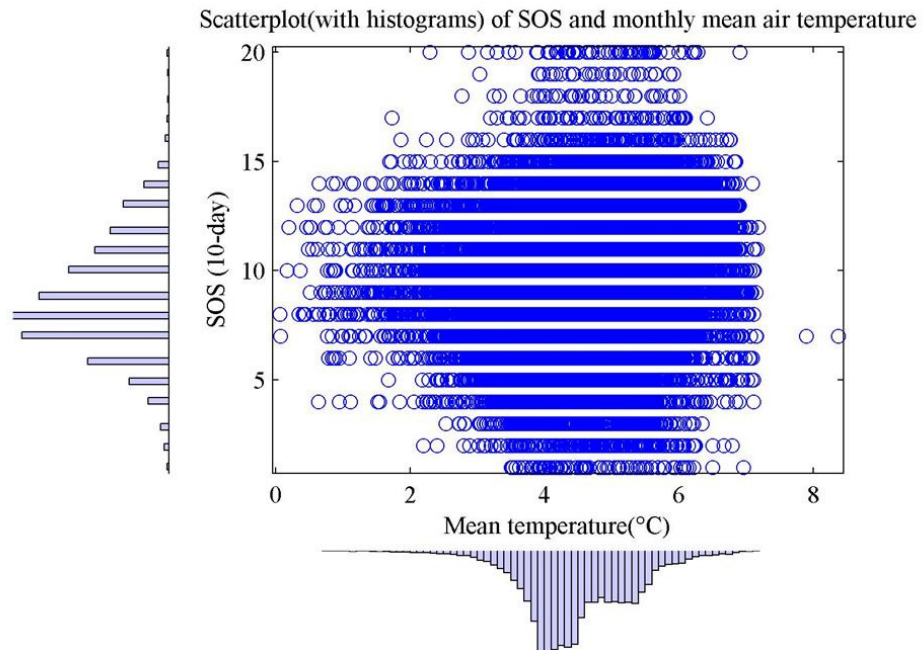 Scatterplot(with histograms) of SOS and monthly mean air temperature
20
15
10
5
SOS (10-day)
0 2 4 6 8
Mean temperature(°C)